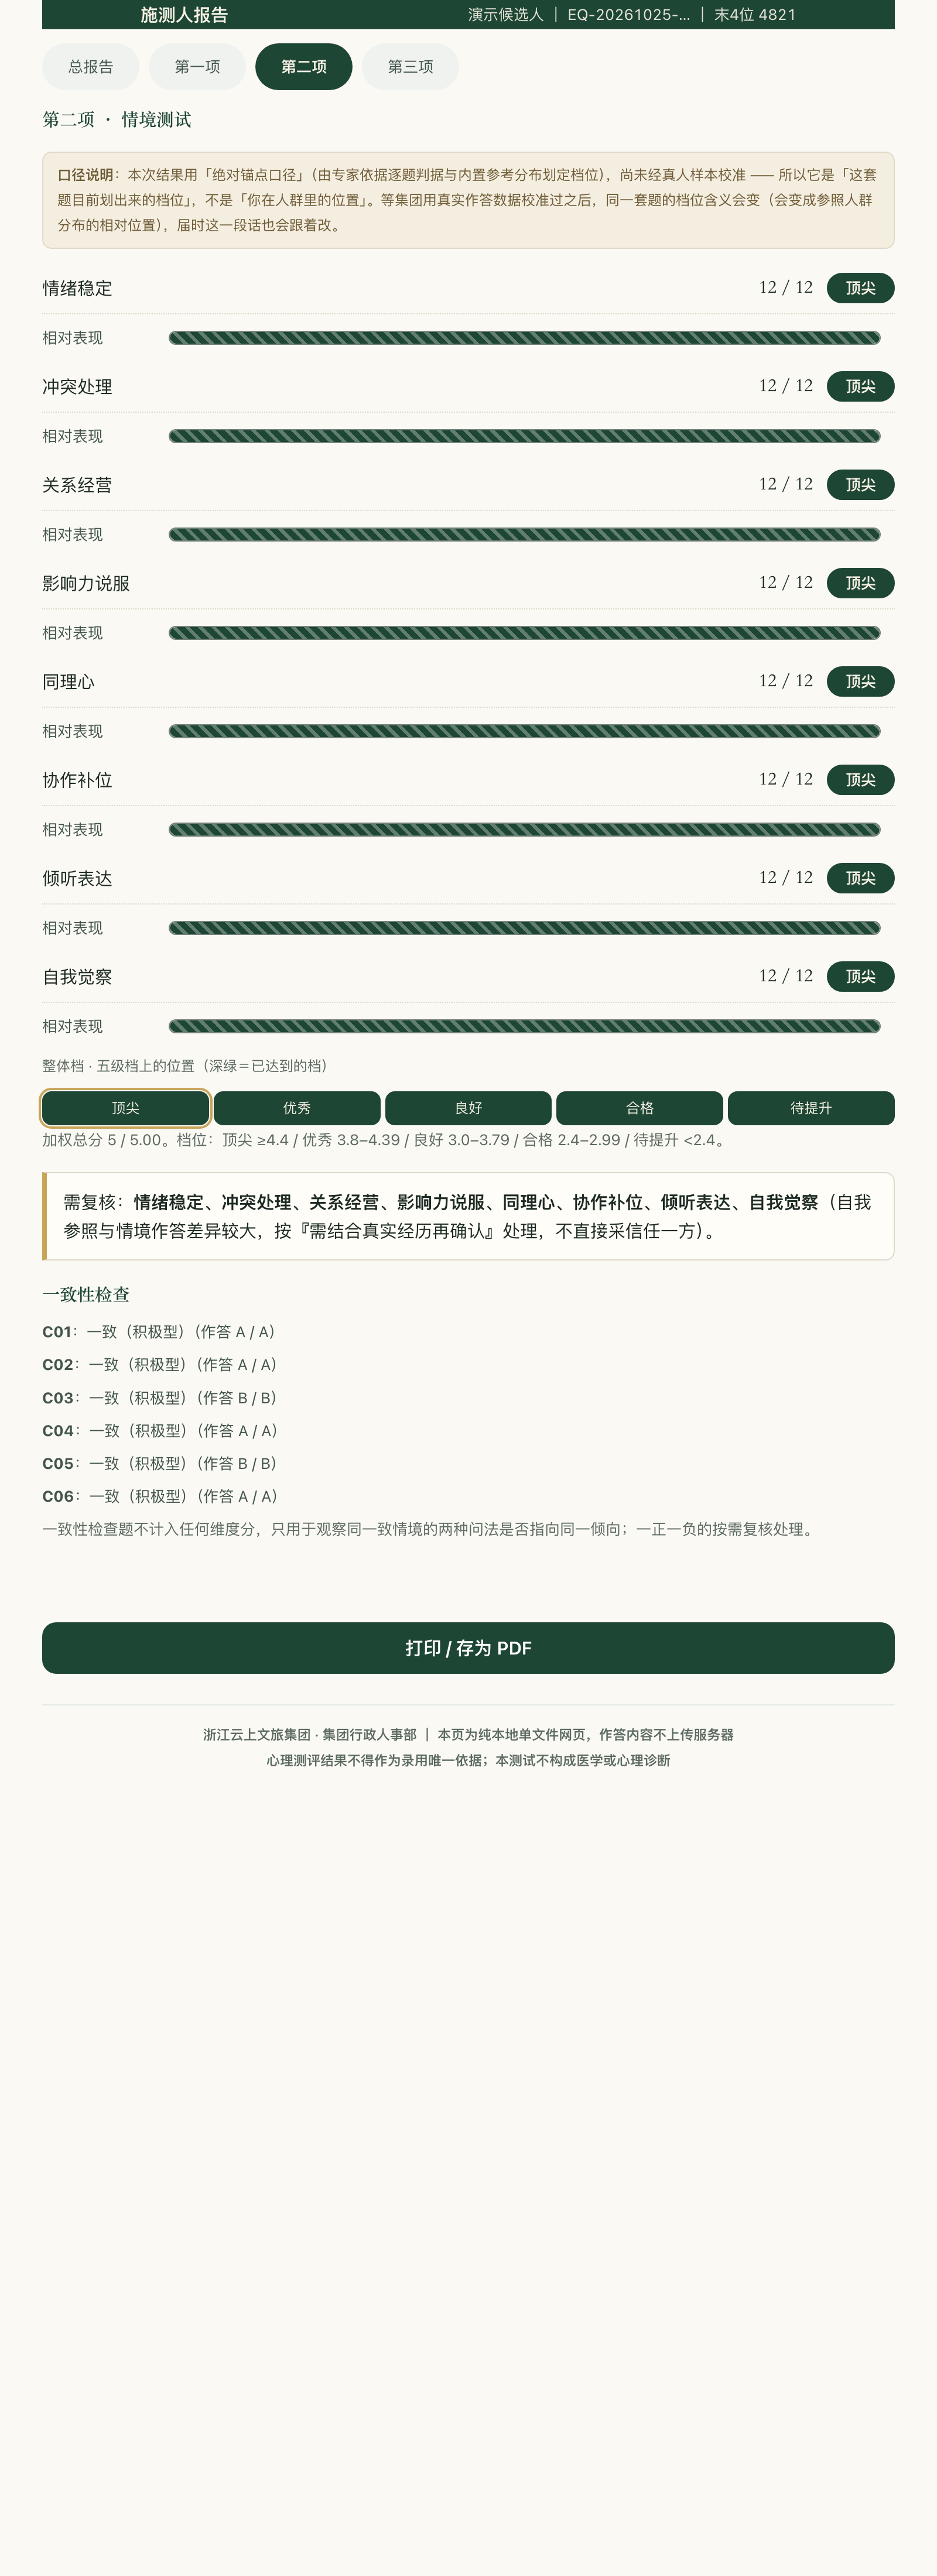 施测人报告
演示候选人 | EQ-20261025-... | 末4位 4821
总报告 第一项 第二项 第三项
第二项 · 情境测试
口径说明：本次结果用「绝对锚点口径」（由专家依据逐题判据与内置参考分布划定档位），尚未经真人样本校准 —— 所以它是「这套
题目前划出来的档位」，不是「你在人群里的位置」。等集团用真实作答数据校准过之后，同一套题的档位含义会变（会变成参照人群
分布的相对位置），届时这一段话也会跟着改。
情绪稳定 12 / 12 顶尖
相对表现
冲突处理 12 / 12 顶尖
相对表现
关系经营 12 / 12 顶尖
相对表现
影响力说服 12 / 12 顶尖
相对表现
同理心 12 / 12 顶尖
相对表现
协作补位 12 / 12 顶尖
相对表现
倾听表达 12 / 12 顶尖
相对表现
自我觉察 12 / 12 顶尖
相对表现
整体档 · 五级档上的位置（深绿＝已达到的档）
顶尖 优秀 良好 合格 待提升
加权总分 5 / 5.00。档位：顶尖 ≥4.4 / 优秀 3.8–4.39 / 良好 3.0–3.79 / 合格 2.4–2.99 / 待提升 <2.4。
需复核：情绪稳定、冲突处理、关系经营、影响力说服、同理心、协作补位、倾听表达、自我觉察（自我
参照与情境作答差异较大，按『需结合真实经历再确认』处理，不直接采信任一方）。
一致性检查
C01：一致（积极型）（作答 A / A）
C02：一致（积极型）（作答 A / A）
C03：一致（积极型）（作答 B / B）
C04：一致（积极型）（作答 A / A）
C05：一致（积极型）（作答 B / B）
C06：一致（积极型）（作答 A / A）
一致性检查题不计入任何维度分，只用于观察同一致情境的两种问法是否指向同一倾向；一正一负的按需复核处理。
打印 / 存为 PDF
浙江云上文旅集团 · 集团行政人事部 | 本页为纯本地单文件网页，作答内容不上传服务器
心理测评结果不得作为录用唯一依据；本测试不构成医学或心理诊断